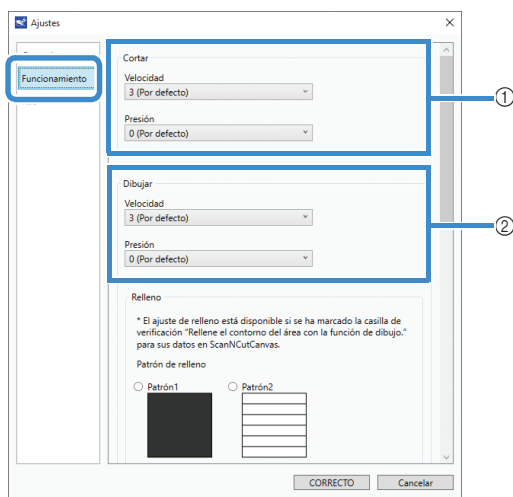 Ajustes
Funcionamiento
Cortar
Velocidad
3 (Por defecto)
Presión
0 (Por defecto)
①
Dibujar
Velocidad
3 (Por defecto)
Presión
0 (Por defecto)
②
Relleno
* El ajuste de relleno está disponible si se ha marcado la casilla de
verificación "Rellene el contorno del área con la función de dibujo."
para sus datos en ScanNCutCanvas.
Patrón de relleno
Patrón1
Patrón2
CORRECTO
Cancelar